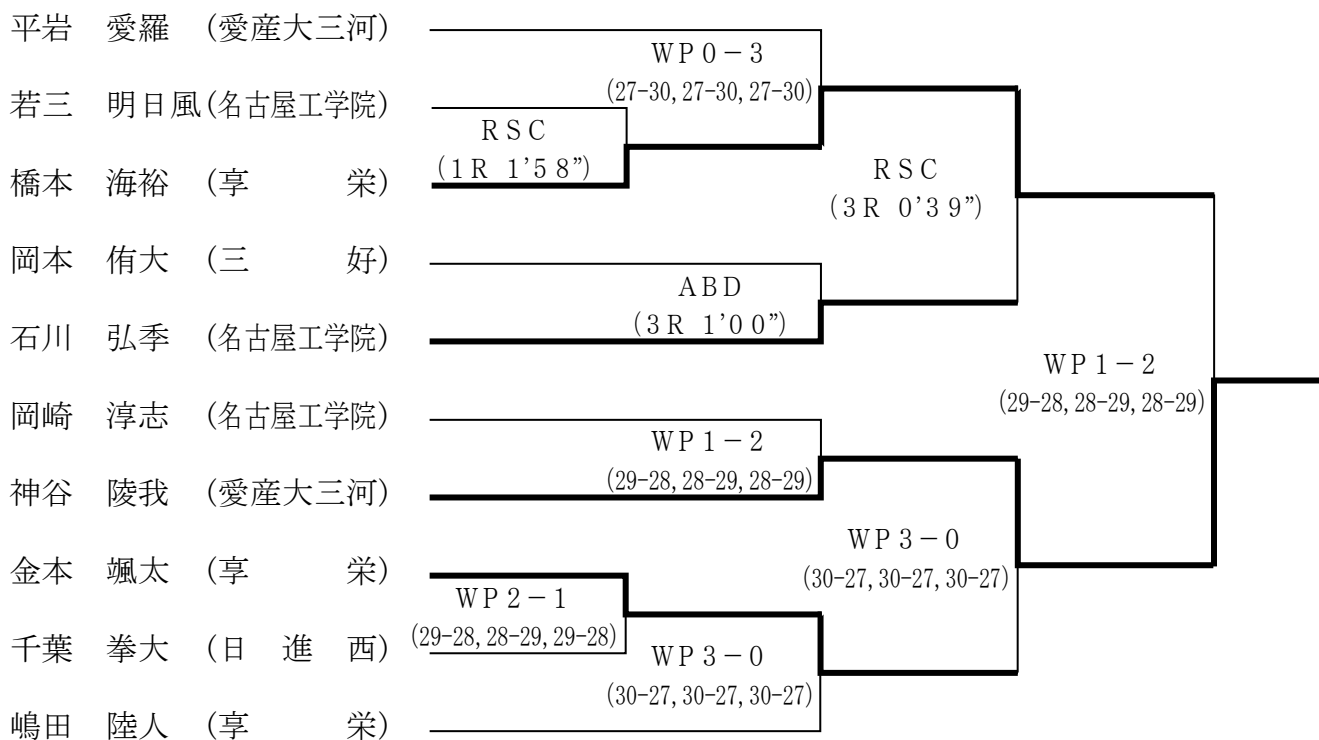 平岩 愛羅 (愛産大三河)
WP0-3
(27-30, 27-30, 27-30)
若三 明日風(名古屋工学院)
RSC
(1R 1'58”)
橋本 海裕 (享 栄)
RSC
(3R 0'39”)
岡本 侑大 (三 好)
ABD
(3R 1'00”)
石川 弘季 (名古屋工学院)
WP1-2
(29-28, 28-29, 28-29)
岡崎 淳志 (名古屋工学院)
WP1-2
(29-28, 28-29, 28-29)
神谷 陵我 (愛産大三河)
WP3-0
(30-27, 30-27, 30-27)
金本 颯太 (享 栄)
WP2-1
(29-28, 28-29, 29-28)
千葉 拳大 (日 進 西)
WP3-0
(30-27, 30-27, 30-27)
嶋田 陸人 (享 栄)